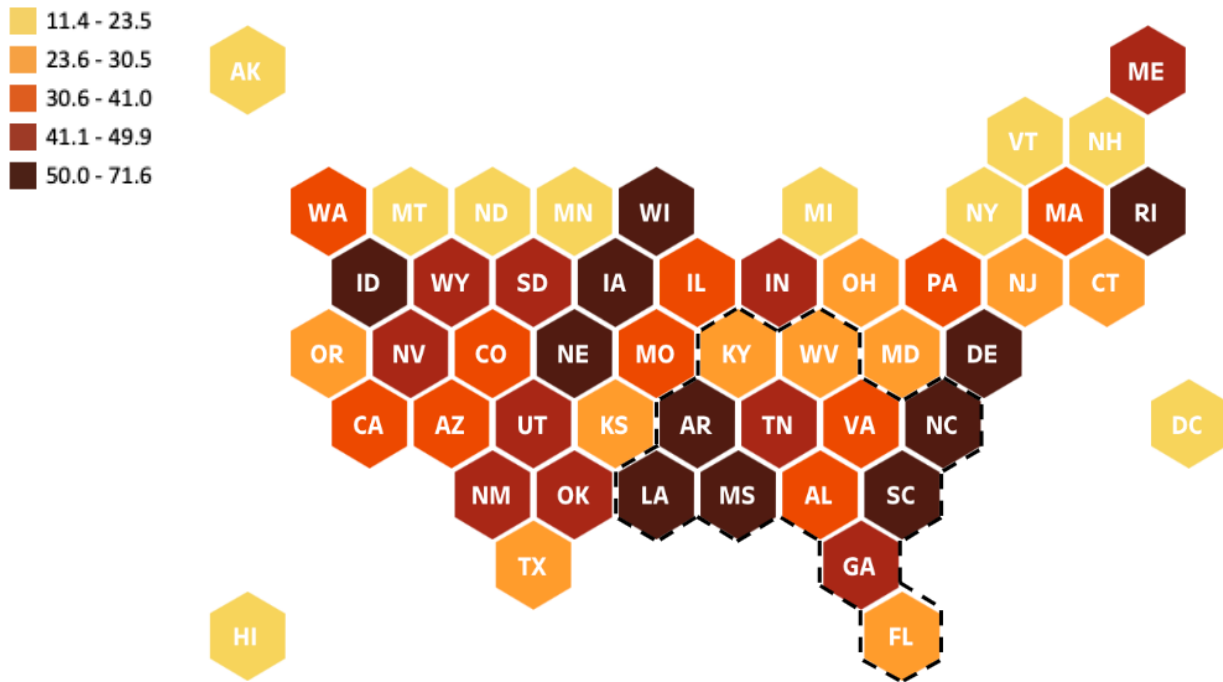 11.4 - 23.5
23.6 - 30.5
30.6 - 41.0
41.1 - 49.9
50.0 - 71.6
AK
ME
VT NH
WA MT ND MN WI MI NY MA RI
ID WY SD IA IL IN OH PA NJ CT
OR NV CO NE MO KY WV MD DE
CA AZ UT KS AR TN VA NC DC
NM OK LA MS AL SC
TX GA
HI FL